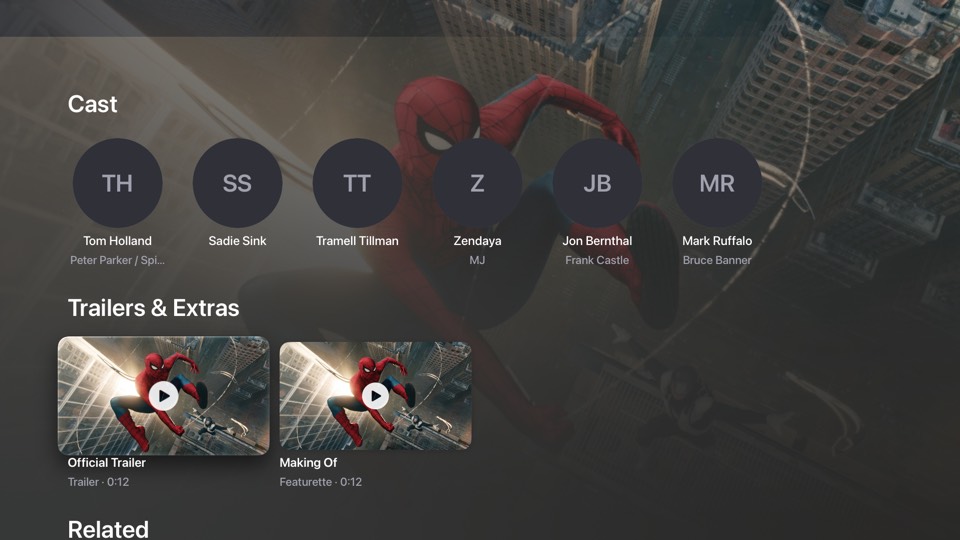 Cast
TH
SS
TT
Z
JB
MR
Tom Holland
Sadie Sink
Tramell Tillman
Zendaya
Jon Bernthal
Mark Ruffalo
Peter Parker / Spi...
MJ
Frank Castle
Bruce Banner
Trailers & Extras
Official Trailer
Making Of
Trailer · 0:12
Featurette · 0:12
Related